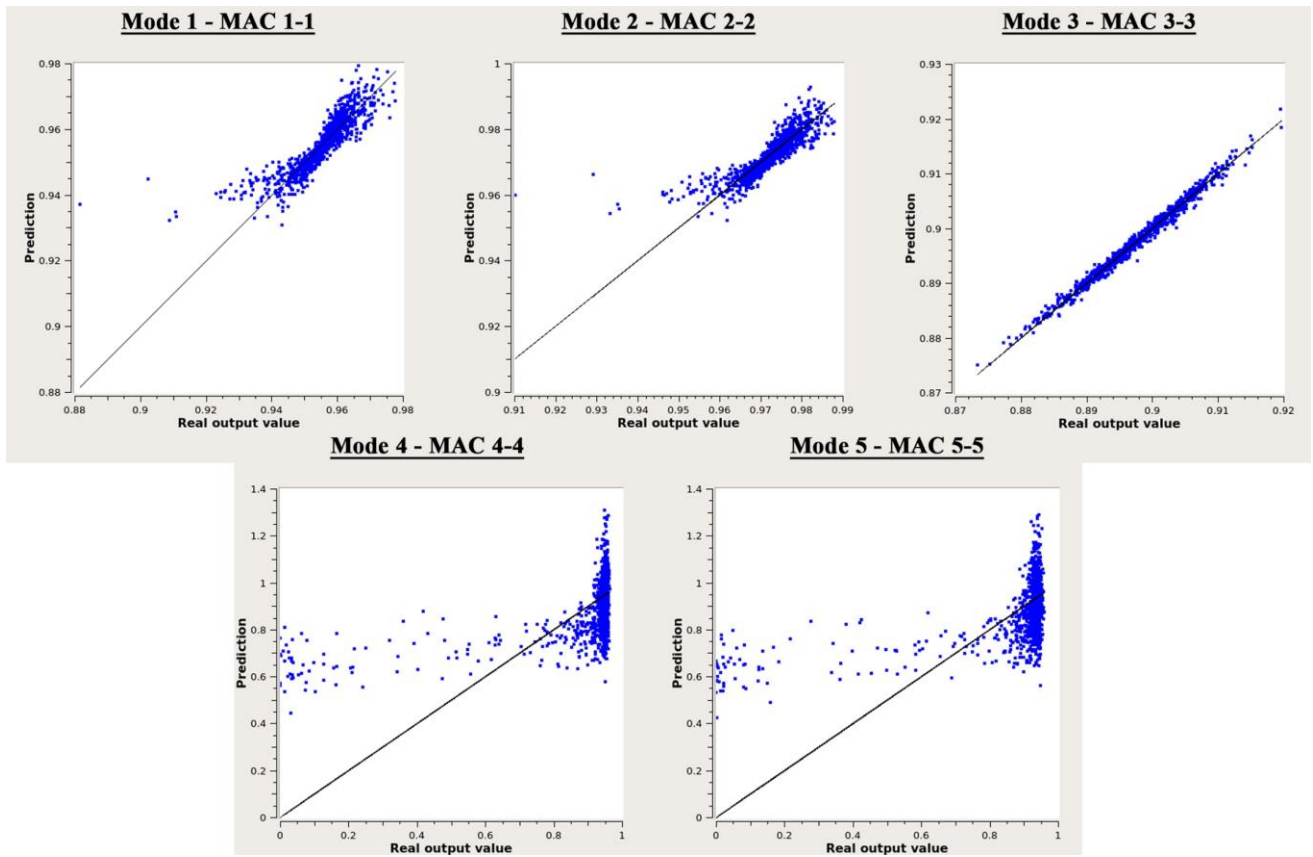 Mode 1 - MAC 1-1
Mode 2 - MAC 2-2
Mode 3 - MAC 3-3
0.98
0.96
0.94
0.92
0.9
0.88
Prediction
0.88 0.9 0.92 0.94 0.96 0.98
Real output value
1
0.98
0.96
0.94
0.92
0.9
Prediction
0.91 0.92 0.93 0.94 0.95 0.96 0.97 0.98 0.99
Real output value
0.93
0.92
0.91
0.9
0.89
0.88
0.87
Prediction
0.87 0.88 0.89 0.9 0.91 0.92
Real output value
Mode 4 - MAC 4-4
Mode 5 - MAC 5-5
1.4
1.2
1
0.8
0.6
0.4
0.2
0
Prediction
0 0.2 0.4 0.6 0.8 1
Real output value
1.4
1.2
1
0.8
0.6
0.4
0.2
0
Prediction
0 0.2 0.4 0.6 0.8 1
Real output value